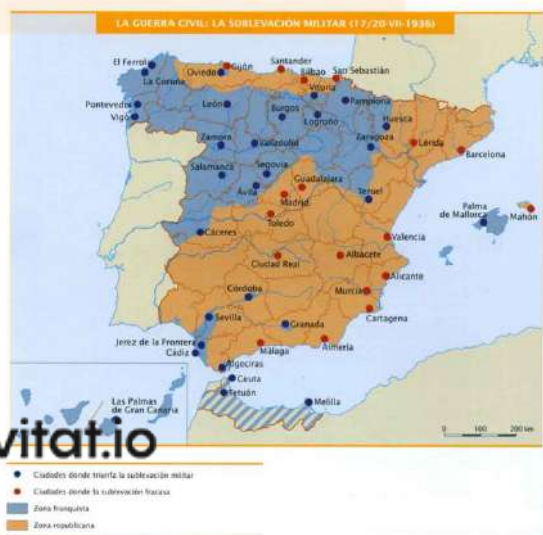 LA GUERRA CIVIL: LA SUBLEVACIÓN MILITAR (17/20-VII-1936)
El Ferrol
La Coruña
Oviedo
Gijón
Santander
Bilbao
San Sebastián
Vitoria
Pontevedra
Vigo
León
Burgos
Logroño
Pamplona
Huesca
Zamora
Valladolid
Zaragoza
Lérida
Barcelona
Salamanca
Segovia
Ávila
Guadalajara
Madrid
Teruel
Toledo
Palma
de Mallorca
Mahón
Cáceres
Valencia
Ciudad Real
Albacete
Alicante
Córdoba
Murcia
Cartagena
Sevilla
Granada
Jerez de la Frontera
Cádiz
Málaga
Almería
Algeciras
Ceuta
Tetuán
Melilla
Las Palmas
de Gran Canaria
0 100 200 km
vitat.io
Ciudades donde triunfa la sublevación militar
Ciudades donde la sublevación fracasa
Zona franquista
Zona republicana